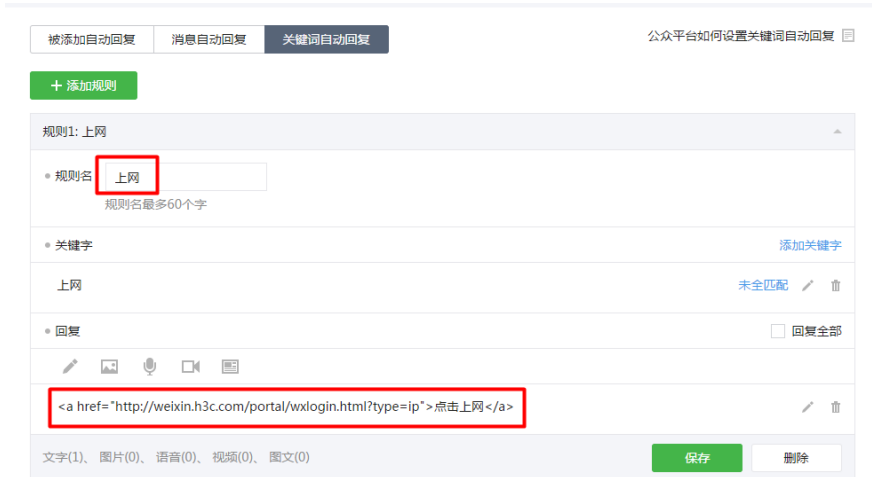 被添加自动回复 消息自动回复 关键词自动回复 公众平台如何设置关键词自动回复
+ 添加规则
规则1: 上网
规则名 上网
规则名最多60个字
关键字 添加关键字
上网 未全匹配
回复 回复全部
<a href="http://weixin.h3c.com/portal/wxlogin.html?type=ip">点击上网</a>
文字(1)、 图片(0)、 语音(0)、 视频(0)、 图文(0) 保存 删除